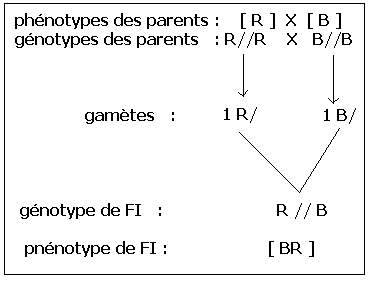 phénotypes des parents : [ R ] X [ B ]
génotypes des parents : R//R X B//B
gamètes : 1 R/ 1 B/
génotype de FI : R // B
pnénotype de FI : [ BR ]